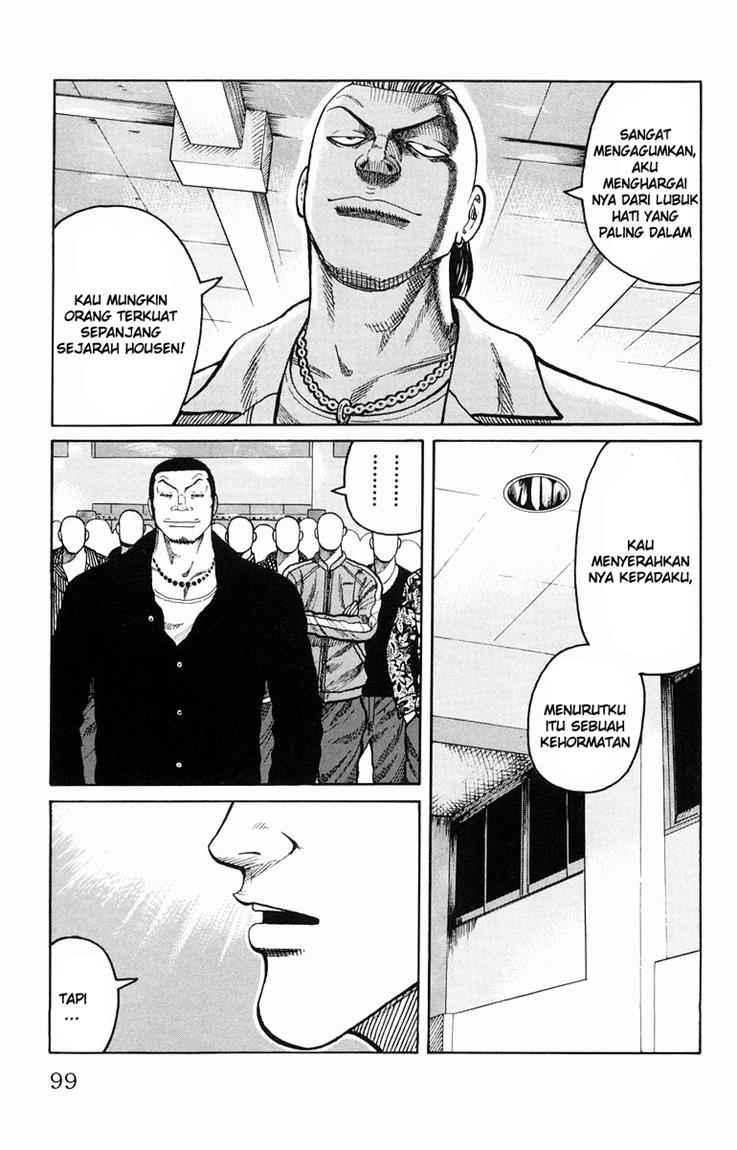 SANGAT
MENGAGUMKAN,
AKU
MENGHARGAI
NYA DARI LUBUK
HATI YANG
PALING DALAM
KAU MUNGKIN
ORANG TERKUAT
SEPANJANG
SEJARAH HOUSEN!
KAU
MENYERAHKAN
NYA KEPADAKU,
MENURUTKU
ITU SEBUAH
KEHORMATAN
.........
TAPI
...
99